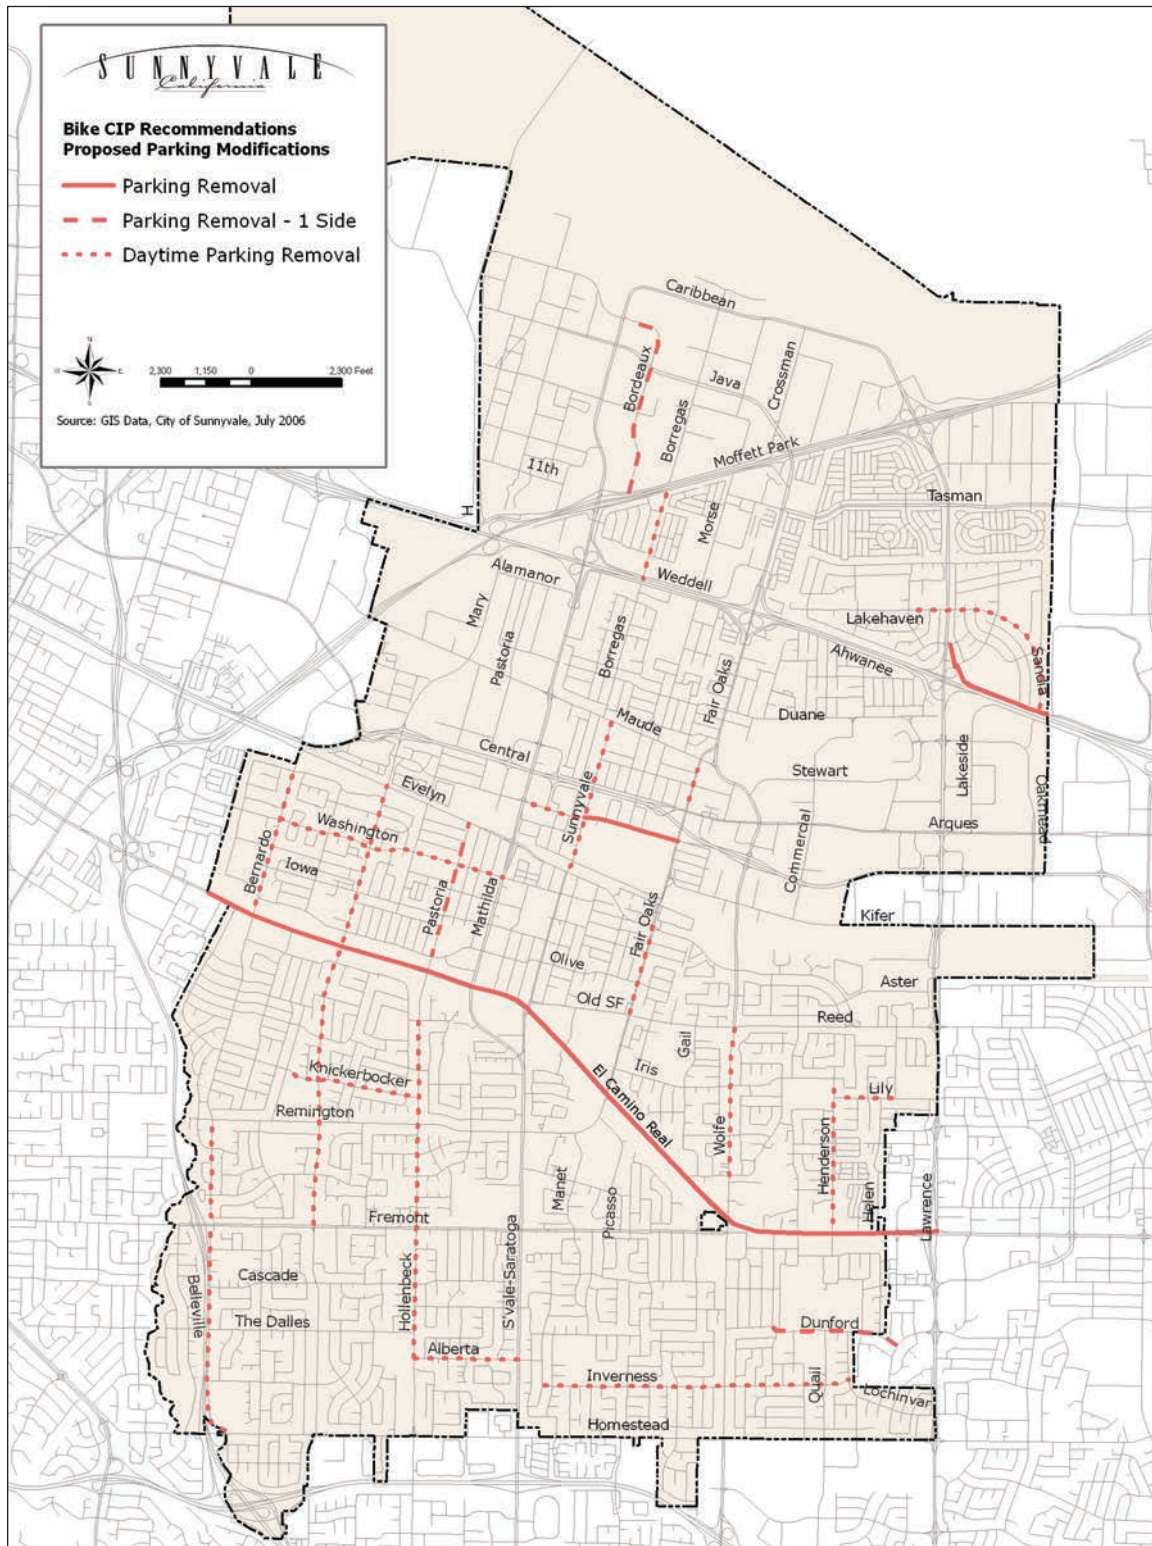 SUNNYVALE
California
Bike CIP Recommendations
Proposed Parking Modifications
Parking Removal
Parking Removal - 1 Side
Daytime Parking Removal
N
W
E
S
2,300 1,150 0 2,300 Feet
Source: GIS Data, City of Sunnyvale, July 2006
Caribbean
Bordeaux
Java
Crossman
Borregas
Moffett Park
11th
H
Tasman
Morse
Alamanor
Weddell
Mary
Lakehaven
Pastoria
Borregas
Ahwanee
Sandia
Fair Oaks
Maude
Duane
Central
Stewart
Lakeside
Evelyn
Sunnyvale
Oakmead
Washington
Commercial
Arques
Bernardo
Iowa
Pastoria
Mathilda
Kifer
Fair Oaks
Olive
Aster
Old SF
Reed
Gail
Iris
Knickerbocker
El Camino Real
Lily
Remington
Wolfe
Henderson
Manet
Helen
Lawrence
Picasso
Fremont
S'vale-Saratoga
Cascade
Belleville
Hollenbeck
The Dalles
Dunford
Alberta
Inverness
Quail
Lochinvar
Homestead